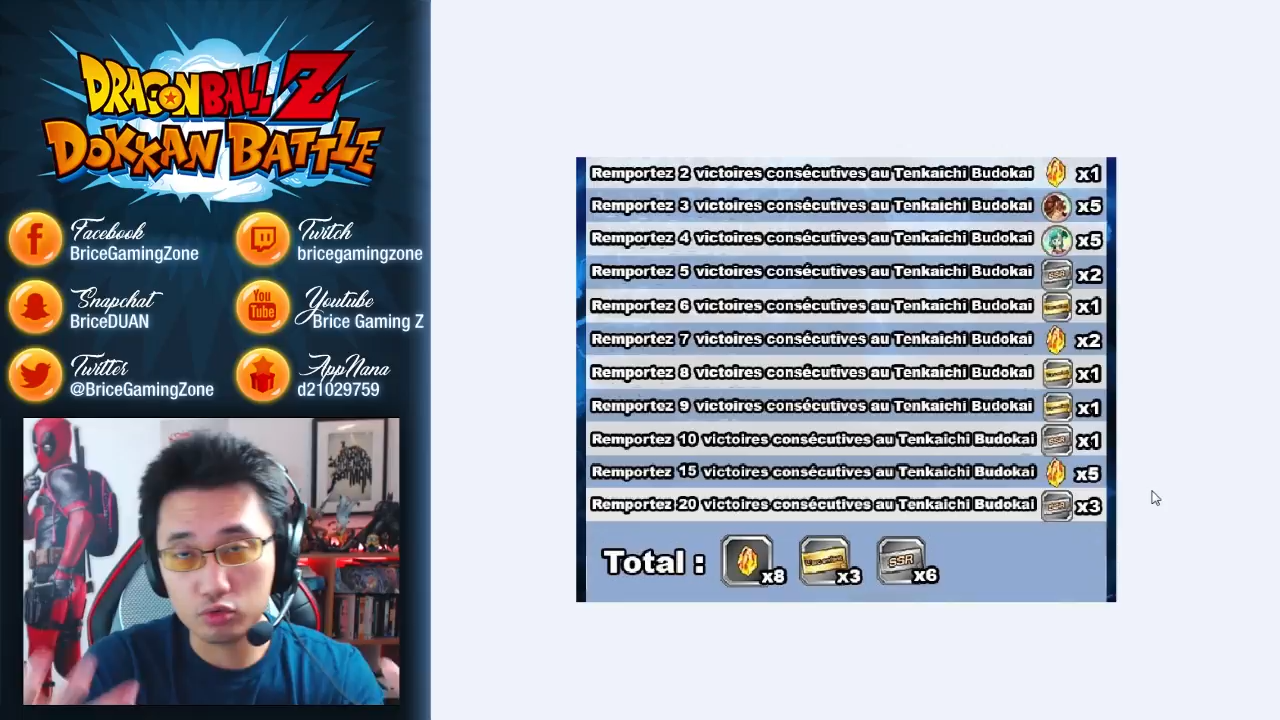 DRAGON BALL Z
DOKKAN BATTLE
Facebook
BriceGamingZone
Twitch
bricegamingzone
Snapchat
BriceDUAN
You
Tube
Youtube
Brice Gaming Z
Twitter
@BriceGamingZone
AppNana
d21029759
Remportez 2 victoires consécutives au Tenkaichi Budokai x1
Remportez 3 victoires consécutives au Tenkaichi Budokai x5
Remportez 4 victoires consécutives au Tenkaichi Budokai x5
Remportez 5 victoires consécutives au Tenkaichi Budokai SSR x2
Remportez 6 victoires consécutives au Tenkaichi Budokai x1
Remportez 7 victoires consécutives au Tenkaichi Budokai x2
Remportez 8 victoires consécutives au Tenkaichi Budokai x1
Remportez 9 victoires consécutives au Tenkaichi Budokai x1
Remportez 10 victoires consécutives au Tenkaichi Budokai SSR x1
Remportez 15 victoires consécutives au Tenkaichi Budokai x5
Remportez 20 victoires consécutives au Tenkaichi Budokai SSR x3
Total : x8 x3 SSR x6